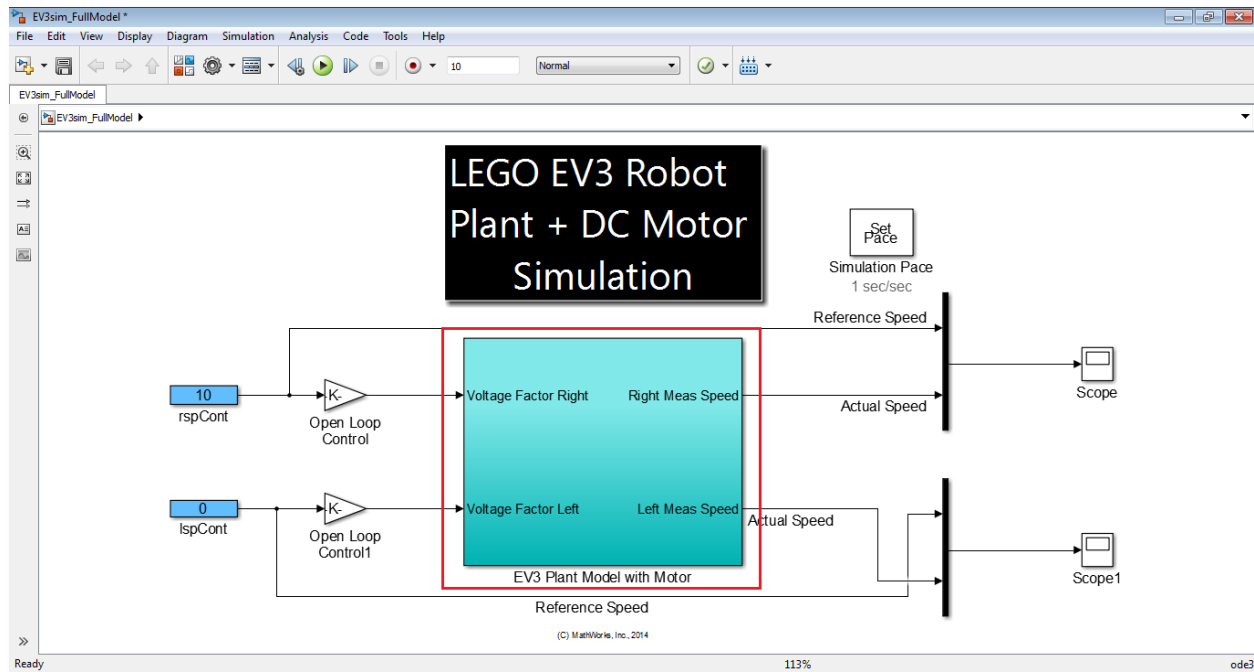 EV3sim_FullModel *
File Edit View Display Diagram Simulation Analysis Code Tools Help
10 Normal
EV3sim_FullModel
EV3sim_FullModel
LEGO EV3 Robot
Plant + DC Motor
Simulation
Set
Pace
Simulation Pace
1 sec/sec
Reference Speed
10
rspCont
-K-
Open Loop
Control
Voltage Factor Right
Right Meas Speed
Actual Speed
Scope
0
lspCont
-K-
Open Loop
Control1
Voltage Factor Left
Left Meas Speed
Actual Speed
Scope1
EV3 Plant Model with Motor
Reference Speed
(C) MathWorks, Inc., 2014
Ready 113% ode3